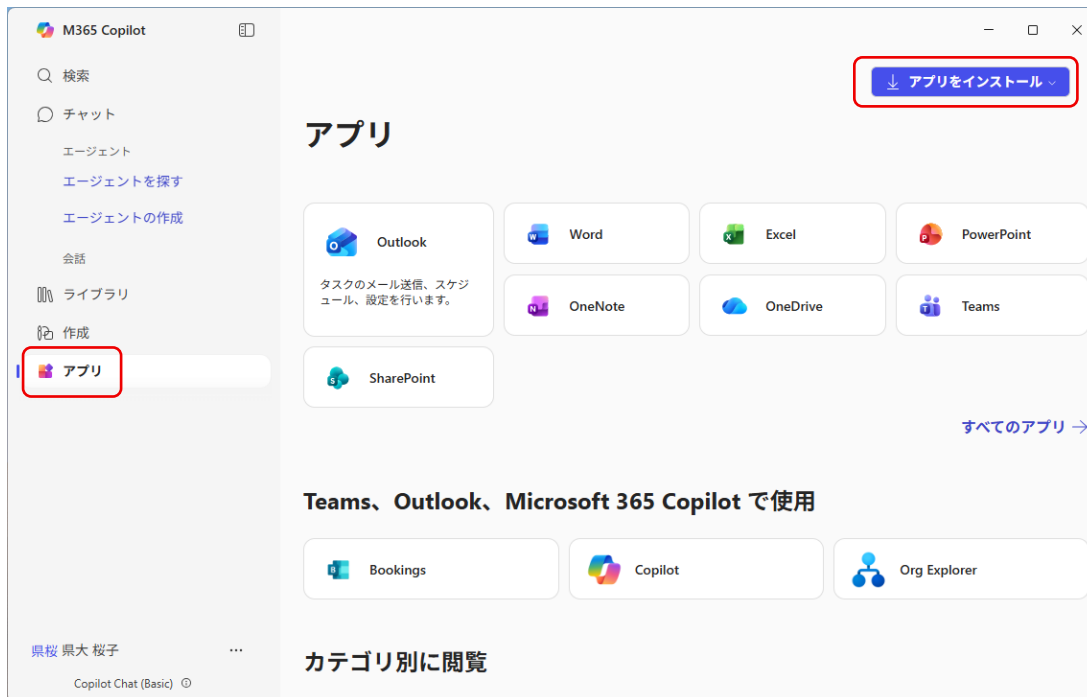 M365 Copilot
検索
チャット
エージェント
エージェントを探す
エージェントの作成
会話
ライブラリ
作成
アプリ
県桜 県大 桜子
Copilot Chat (Basic)
アプリをインストール
アプリ
Outlook
タスクのメール送信、スケジ
ュール、設定を行います。
Word
Excel
PowerPoint
OneNote
OneDrive
Teams
SharePoint
すべてのアプリ
Teams、Outlook、Microsoft 365 Copilot で使用
Bookings
Copilot
Org Explorer
カテゴリ別に閲覧